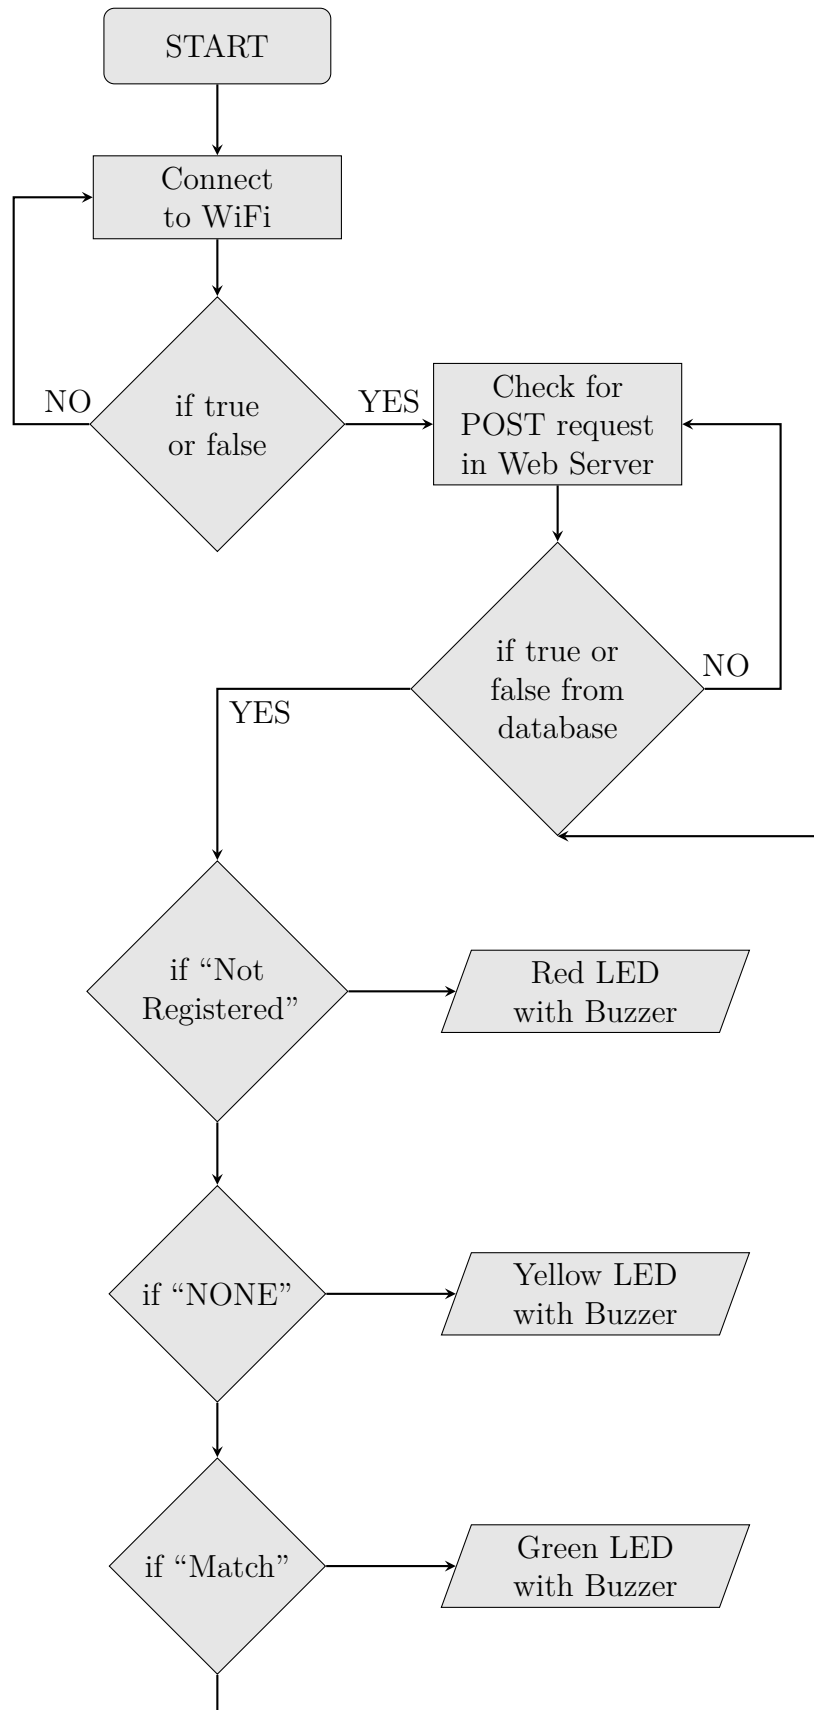 START
Connect
to WiFi
NO
if true
or false
YES
Check for
POST request
in Web Server
if true or
false from
database
NO
YES
if “Not
Registered”
Red LED
with Buzzer
if “NONE”
Yellow LED
with Buzzer
if “Match”
Green LED
with Buzzer